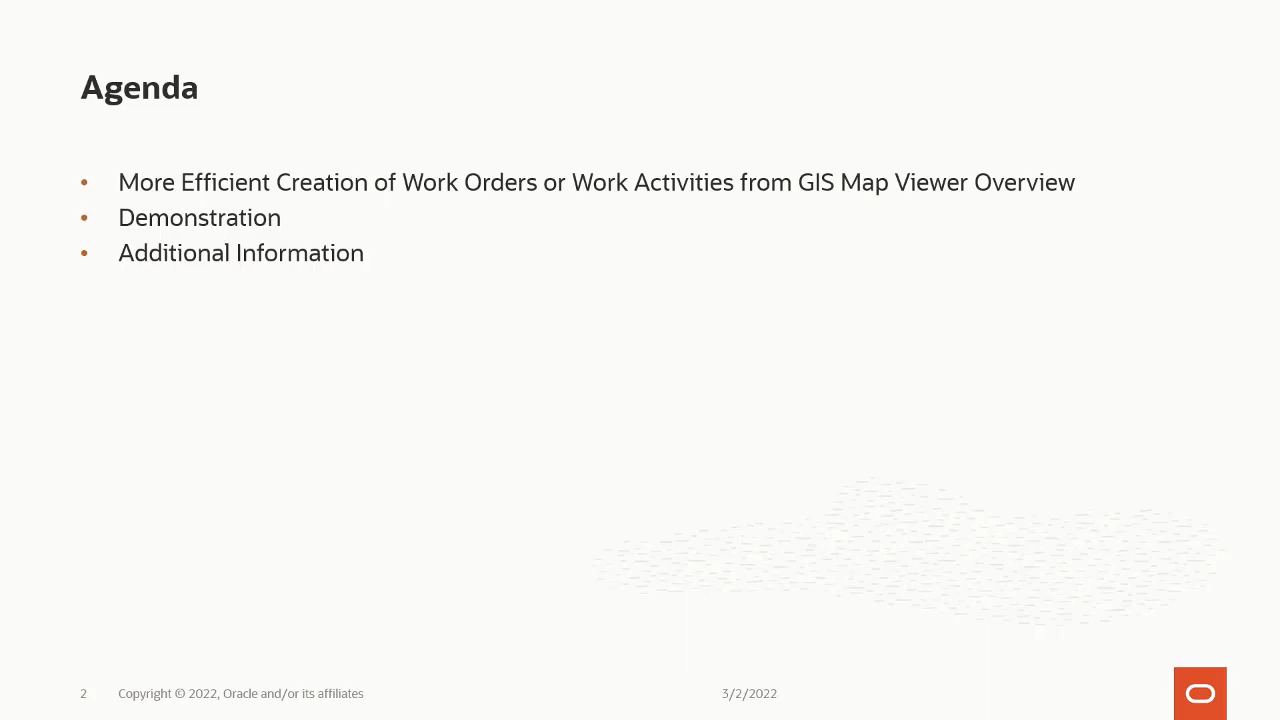 Agenda
• More Efficient Creation of Work Orders or Work Activities from GIS Map Viewer Overview
• Demonstration
• Additional Information
2 Copyright © 2022, Oracle and/or its affiliates 3/2/2022